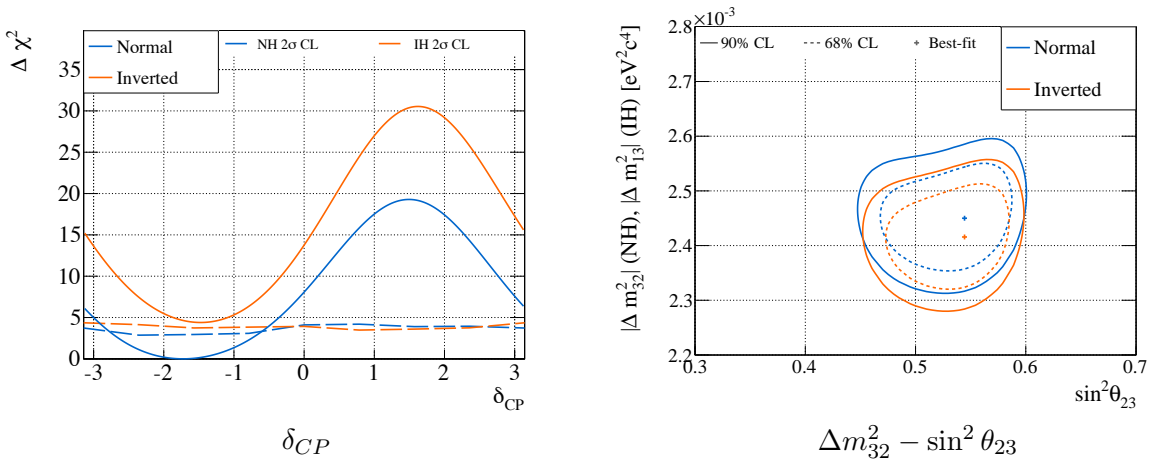 Δ χ²
Normal
Inverted
NH 2σ CL
IH 2σ CL
35
30
25
20
15
10
5
0
-3 -2 -1 0 1 2 3
δCP
δCP
×10⁻³
|Δ m²₃₂| (NH), |Δ m²₁₃| (IH) [eV²c⁴]
90% CL 68% CL Best-fit
Normal
Inverted
2.8
2.7
2.6
2.5
2.4
2.3
2.2
0.3 0.4 0.5 0.6 0.7
sin²θ₂₃
Δm²₃₂ − sin² θ₂₃